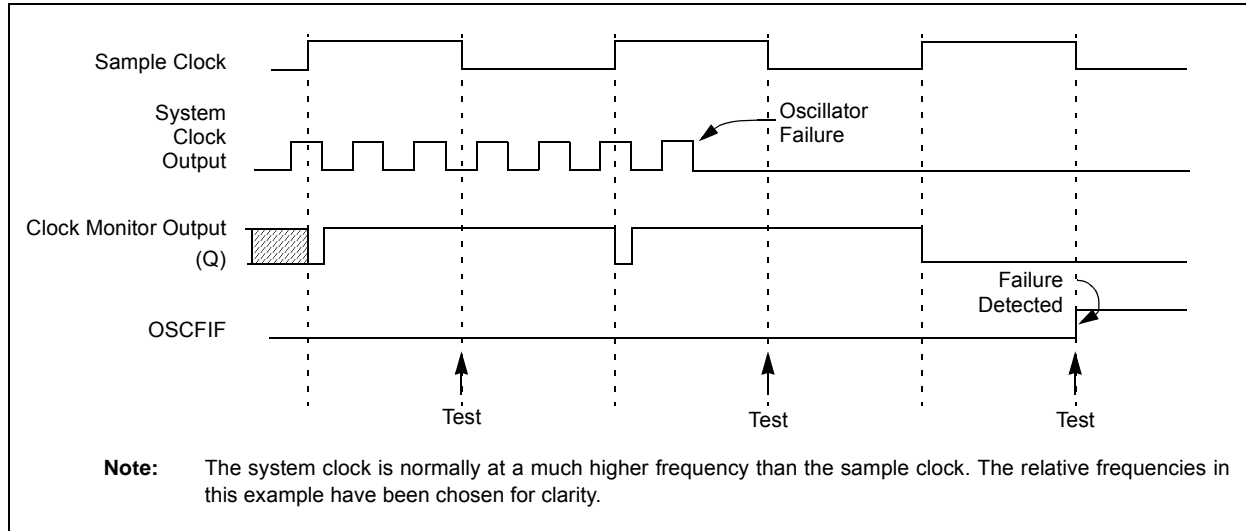 Sample Clock
System
Clock
Output
Oscillator
Failure
Clock Monitor Output
(Q)
Failure
Detected
OSCFIF
Test
Test
Test
Note: The system clock is normally at a much higher frequency than the sample clock. The relative frequencies in
this example have been chosen for clarity.